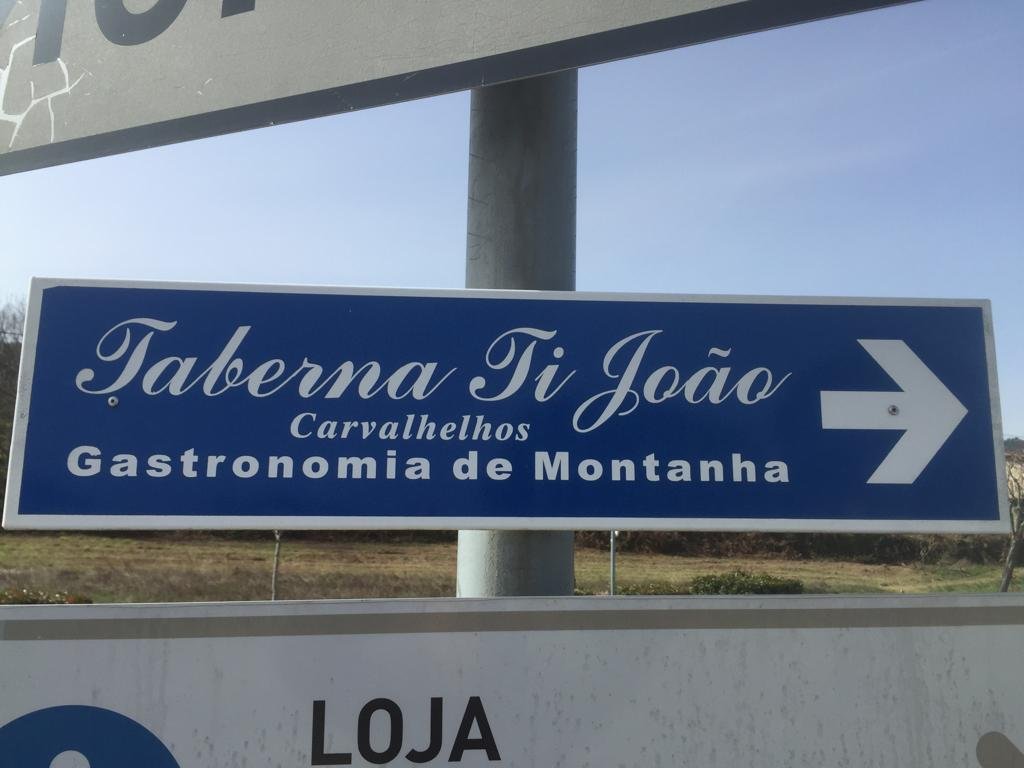 Taberna Ti João
Carvalhelhos
Gastronomia de Montanha
LOJA